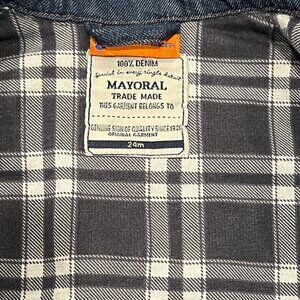 100% DENIM
Special in every single detail
MAYORAL
TRADE MADE
THIS GARMENT BELONGS TO
GENUINE SIGN OF QUALITY SINCE
ORIGINAL GARMENT
24m